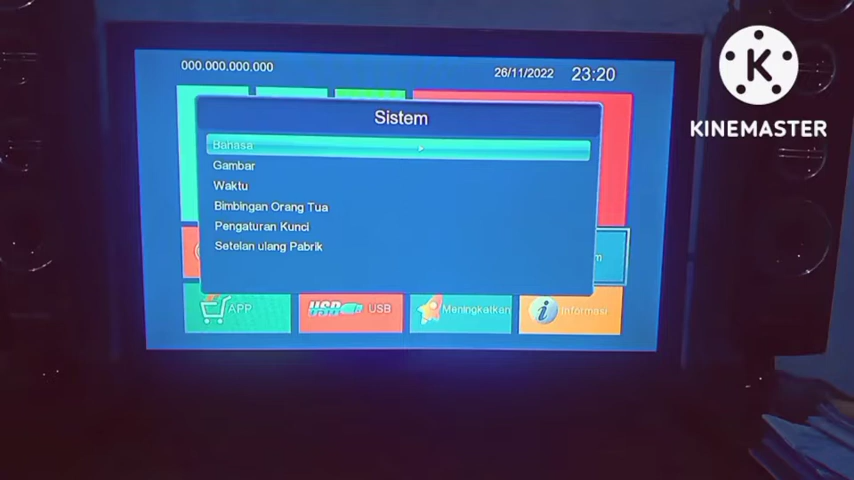 000.000.000.000
26/11/2022 23:20
K
KINEMASTER
Sistem
Bahasa
Gambar
Waktu
Bimbingan Orang Tua
Pengaturan Kunci
Setelan ulang Pabrik
m
APP
USB USB
Meningkatkan
i Informasi